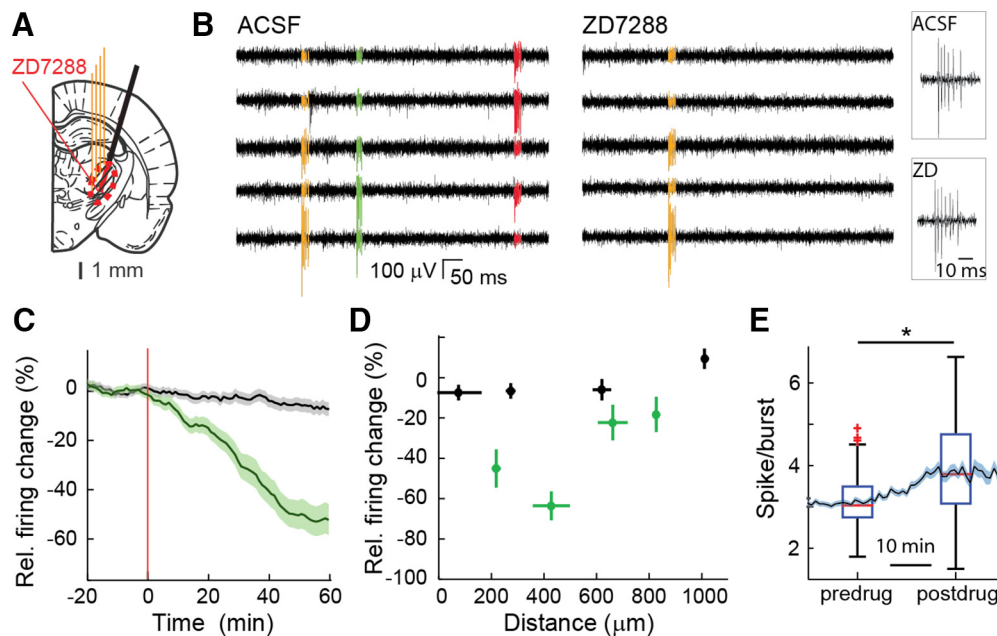 A
ZD7288
1 mm
B
ACSF
ZD7288
100 μV
50 ms
ACSF
ZD
10 ms
C
Rel. firing change (%)
0
-20
-40
-60
-20 0 20 40 60
Time (min)
D
Rel. firing change (%)
0
-20
-40
-60
-80
-100
0 200 400 600 800 1000
Distance (μm)
E
*
Spike/burst
6
4
2
10 min
predrug postdrug